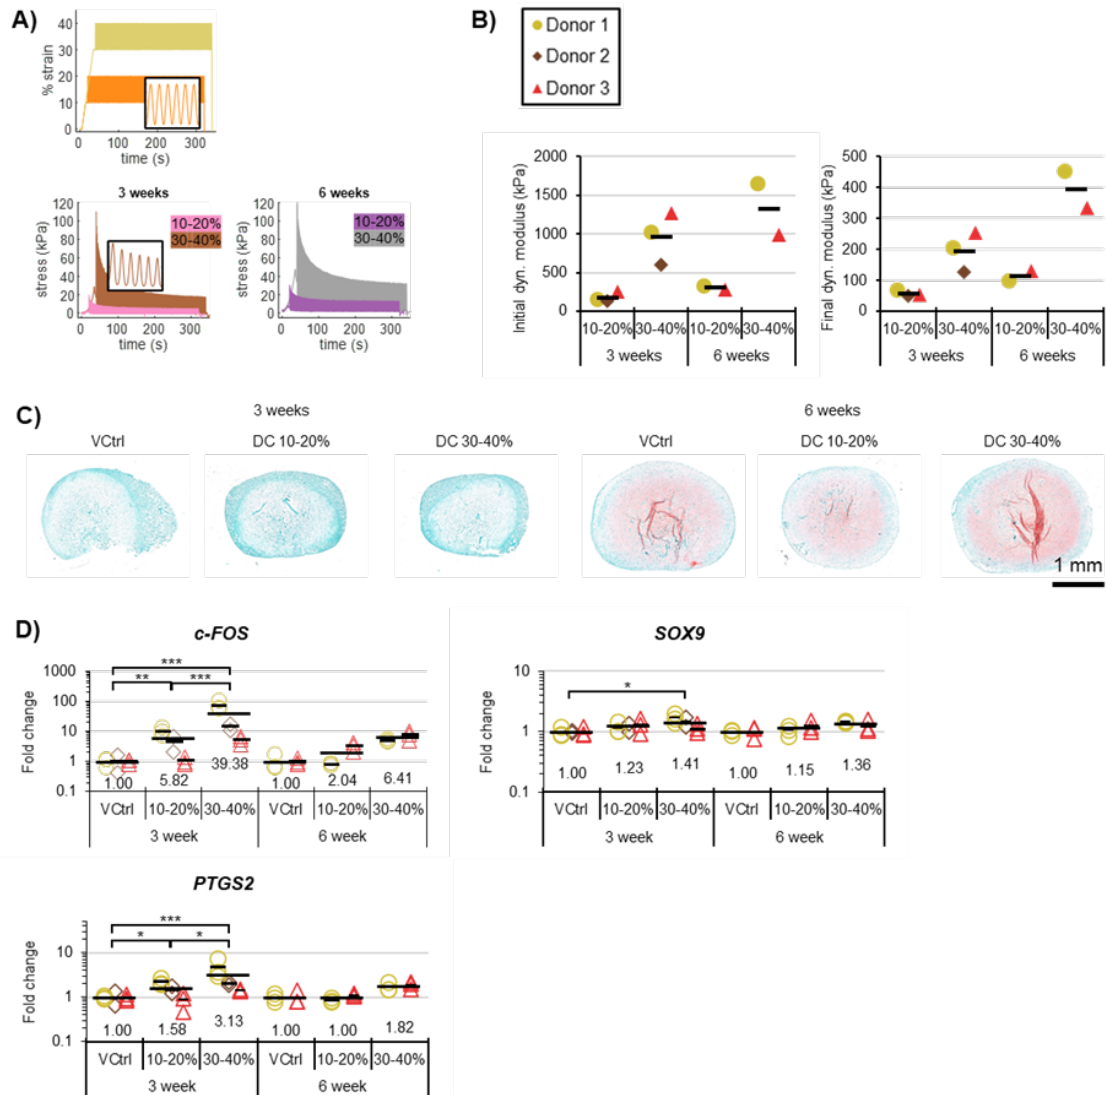 A)
40
30
20
10
0
% strain
0 100 200 300
time (s)
3 weeks
120
100
80
60
40
20
0
stress (kPa)
10-20%
30-40%
0 100 200 300
time (s)
6 weeks
120
100
80
60
40
20
0
stress (kPa)
10-20%
30-40%
0 100 200 300
time (s)
B)
Donor 1
Donor 2
Donor 3
2000
1500
1000
500
0
Initial dyn. modulus (kPa)
10-20% 30-40% 10-20% 30-40%
3 weeks 6 weeks
500
400
300
200
100
0
Final dyn. modulus (kPa)
10-20% 30-40% 10-20% 30-40%
3 weeks 6 weeks
C)
3 weeks 6 weeks
VCtrl DC 10-20% DC 30-40% VCtrl DC 10-20% DC 30-40%
1 mm
D)
c-FOS
1000
100
10
1
0.1
Fold change
***
** ***
1.00 5.82 39.38 1.00 2.04 6.41
VCtrl 10-20% 30-40% VCtrl 10-20% 30-40%
3 week 6 week
SOX9
10
1
0.1
Fold change
*
1.00 1.23 1.41 1.00 1.15 1.36
VCtrl 10-20% 30-40% VCtrl 10-20% 30-40%
3 week 6 week
PTGS2
10
1
0.1
Fold change
***
* *
1.00 1.58 3.13 1.00 1.00 1.82
VCtrl 10-20% 30-40% VCtrl 10-20% 30-40%
3 week 6 week